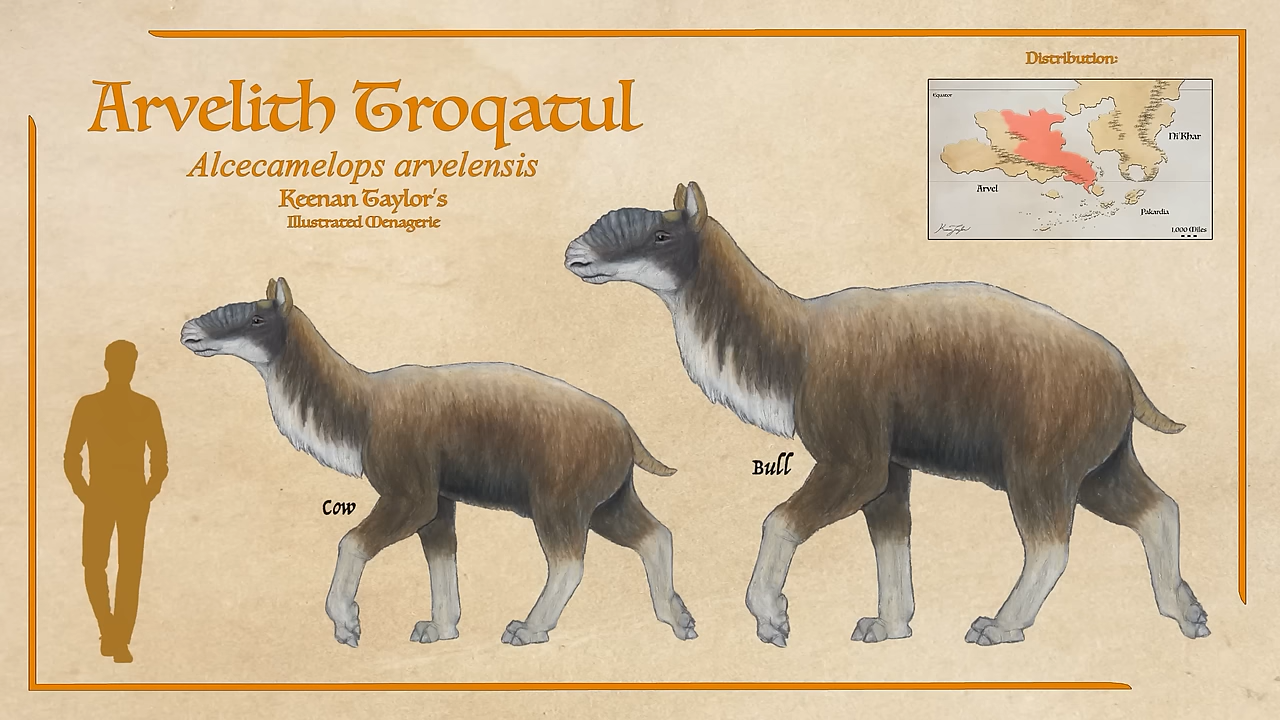 Distribution:
Arvelith Troqatul
Alcecamelops arvelensis
Keenan Taylor's
Illustrated Menagerie
Equator
Ni'Khar
Arvel
Pakardia
1,000 Miles
Bull
Cow